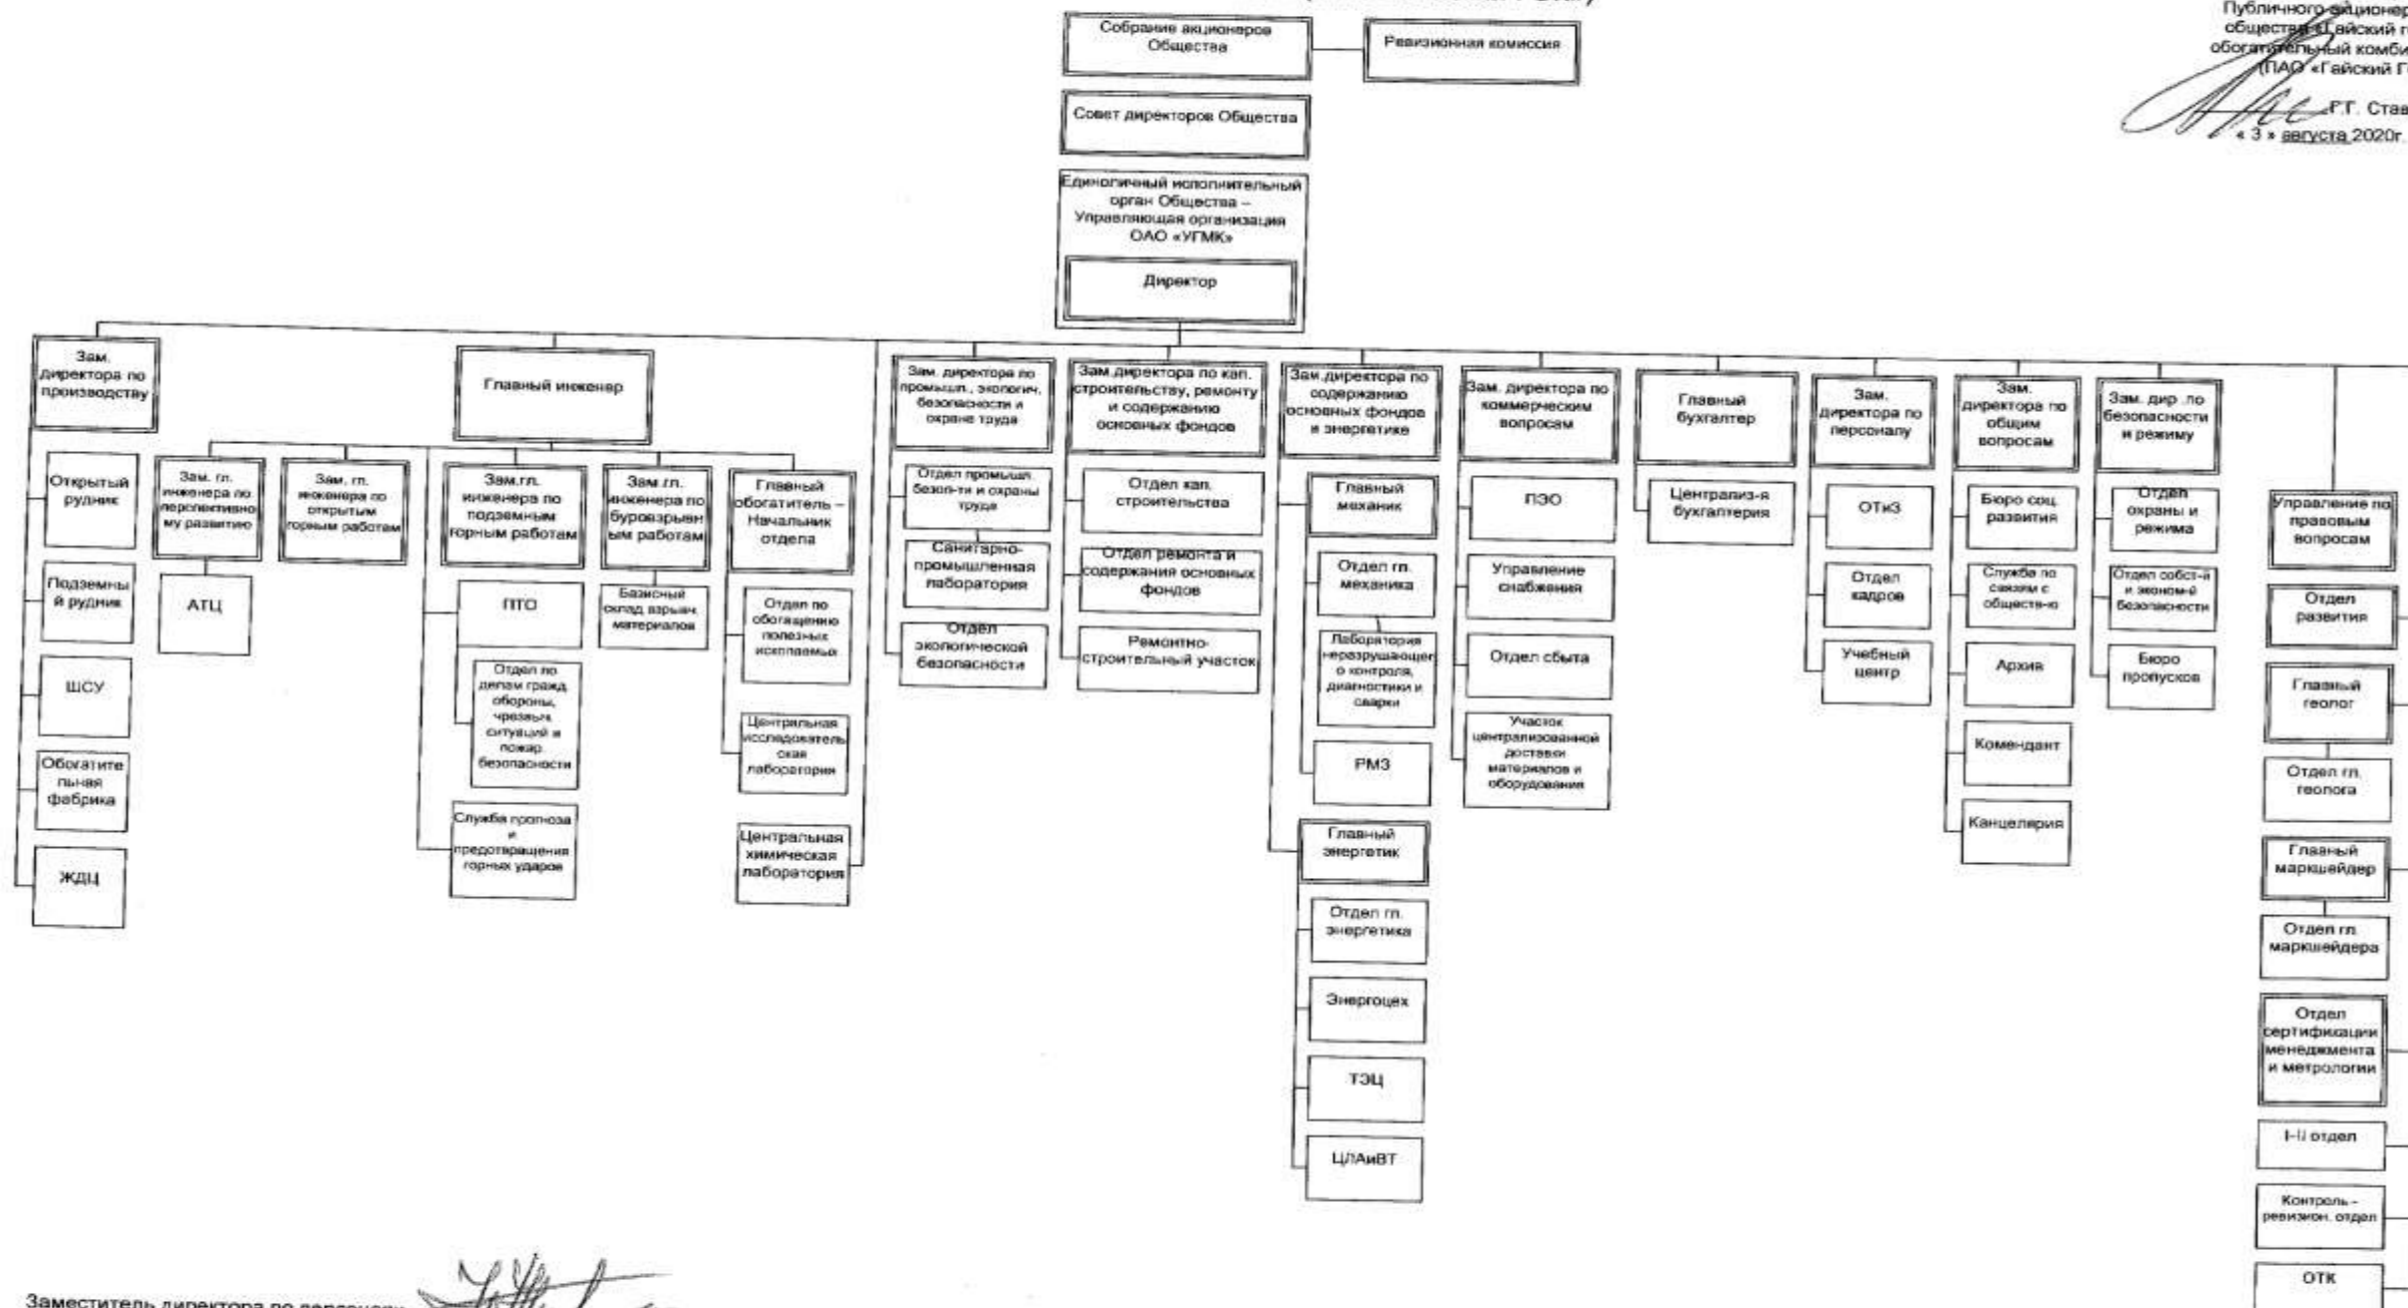 Собрание акционеров
Общества
Ревизионная комиссия
Публичного акционер
обогатительный комби
(ПАО «Гайский Г
Г.Г. Став
« 3 » августа 2020г.
Совет директоров Общества
Единоличный исполнительный
орган Общества –
Управляющая организация
ОАО «УГМК»
Директор
Зам.
директора по
производству
Главный инженер
Зам. директора по
промышл., экологич.
безопасности и
охране труда
Зам.директора по кап.
строительству, ремонту
и содержанию
основных фондов
Зам.директора по
содержанию
основных фондов
и энергетике
Зам. директора по
коммерческим
вопросам
Главный
бухгалтер
Зам.
директора по
персоналу
Зам.
директора по
общим
вопросам
Зам. дир .по
безопасности
и режиму
Открытый
рудник
Подземны
й рудник
ШСУ
Обогатите
льная
фабрика
ЖДЦ
Зам. гл.
инженера по
перспективно
му развитию
АТЦ
Зам. гл.
инженера по
открытым
горным работам
Зам.гл.
инженера по
подземным
горным работам
ПТО
Отдел по
делам гражд.
обороны,
чрезвыч.
ситуаций и
пожар.
безопасности
Служба прогноза
и
предотвращения
горных ударов
Зам.гл.
инженера по
буровзрывн
ым работам
Базисный
склад взрывч.
материалов
Главный
обогатитель –
Начальник
отдела
Отдел по
обогащению
полезных
ископаемых
Центральная
исследователь
ская
лаборатория
Центральная
химическая
лаборатория
Отдел промышл.
безоп-ти и охраны
труда
Санитарно-
промышленная
лаборатория
Отдел
экологической
безопасности
Отдел кап.
строительства
Отдел ремонта и
содержания основных
фондов
Ремонтно-
строительный участок
Главный
механик
Отдел гл.
механика
Лаборатория
неразрушающег
о контроля,
диагностики и
сварки
РМЗ
Главный
энергетик
Отдел гл.
энергетика
Энергоцех
ТЭЦ
ЦЛАиВТ
ПЭО
Управление
снабжения
Отдел сбыта
Участок
централизованной
доставки
материалов и
оборудования
Централиз-я
бухгалтерия
ОТиЗ
Отдел
кадров
Учебный
центр
Бюро соц.
развития
Служба по
связям с
обществ-ю
Архив
Комендант
Канцелярия
Отдел
охраны и
режима
Отдел собст-й
и эконом-й
безопасности
Бюро
пропусков
Управление по
правовым
вопросам
Отдел
развития
Главный
геолог
Отдел гл.
геолога
Главный
маркшейдер
Отдел гл.
маркшейдера
Отдел
сертификации
менеджмента
и метрологии
I-II отдел
Контроль -
ревизион. отдел
ОТК
Заместитель директора по персоналу